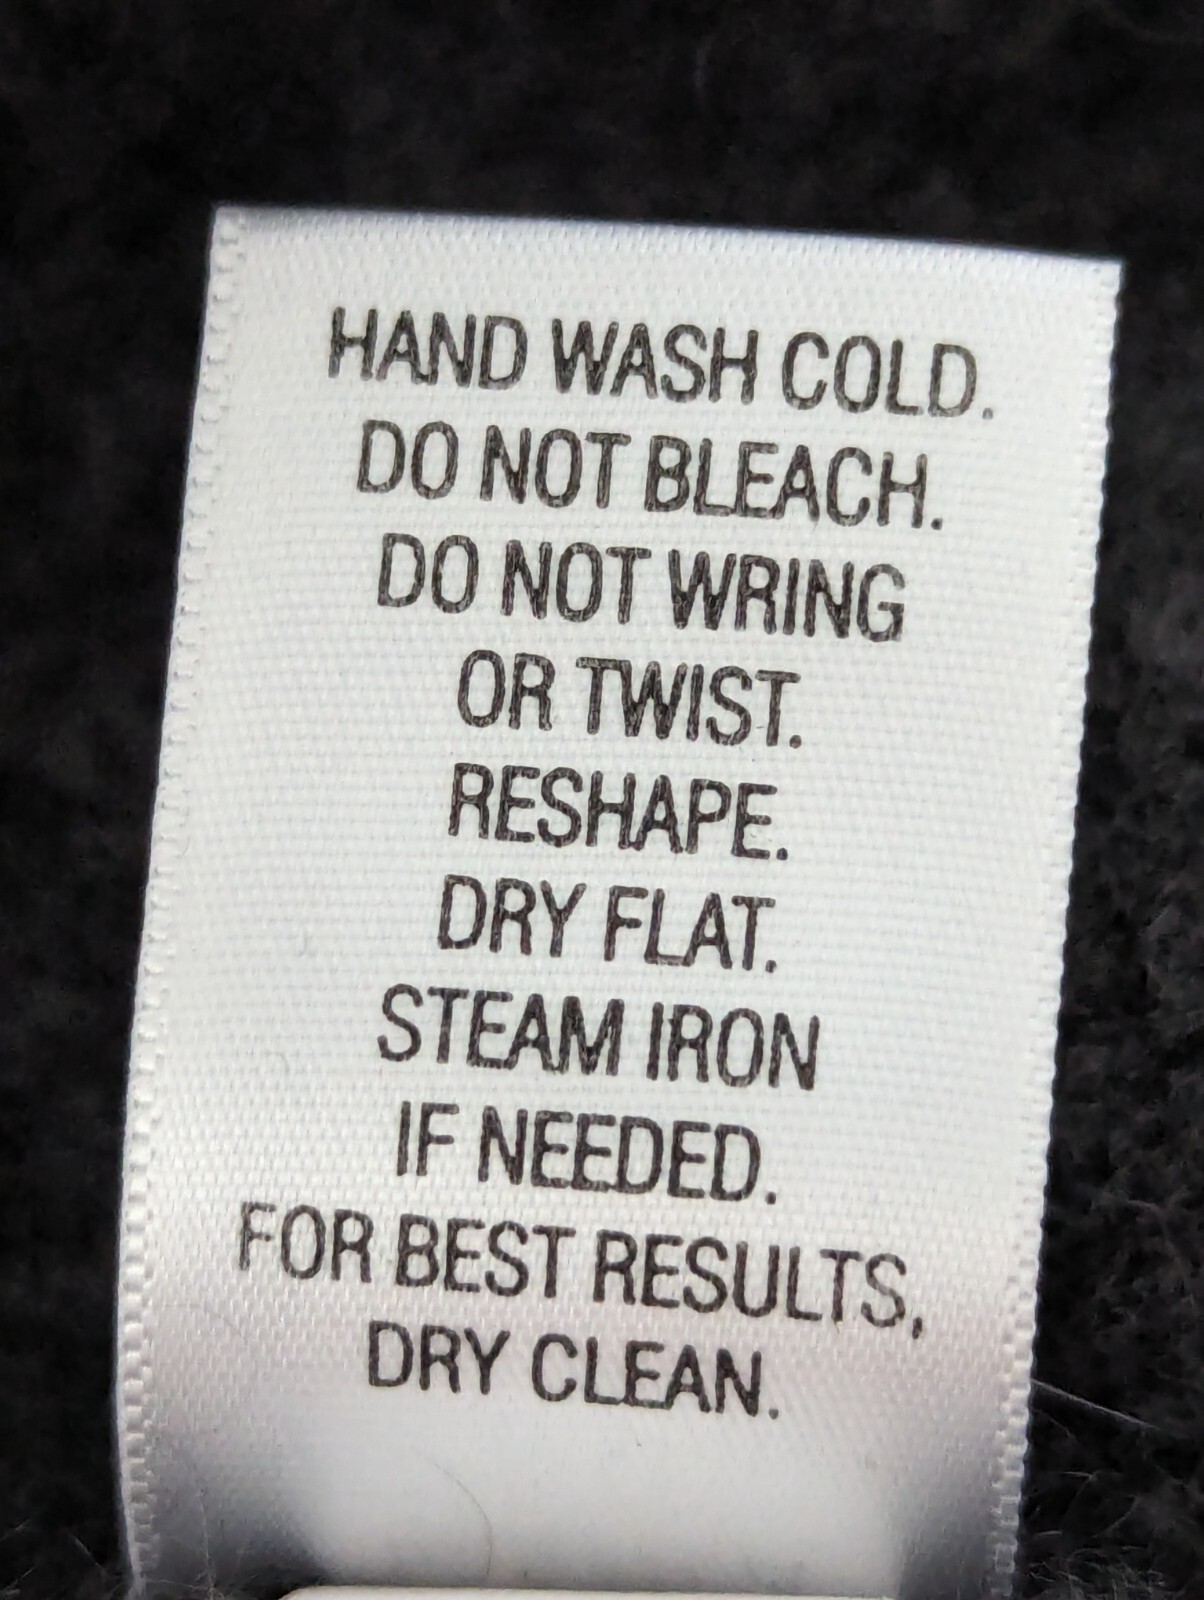 HAND WASH COLD.
DO NOT BLEACH.
DO NOT WRING
OR TWIST.
RESHAPE.
DRY FLAT.
STEAM IRON
IF NEEDED.
FOR BEST RESULTS,
DRY CLEAN.